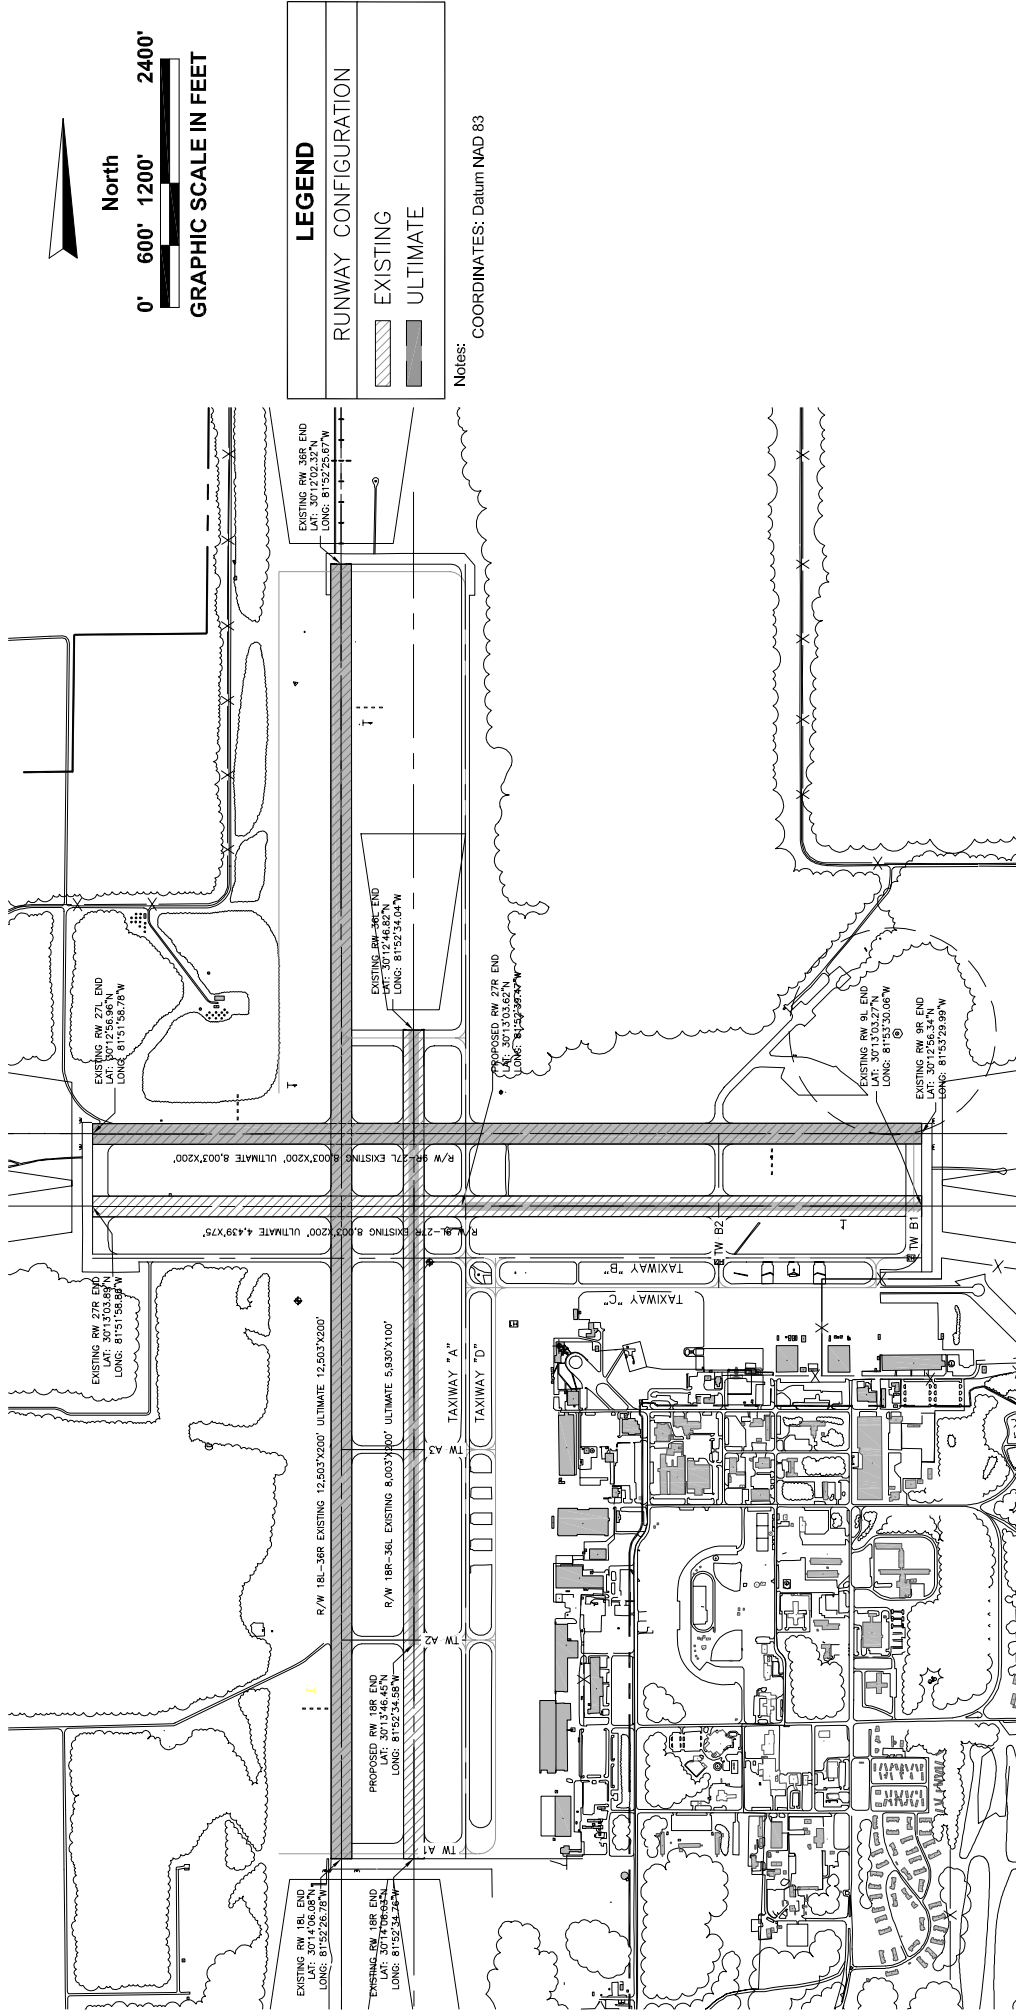 North
0' 600' 1200' 2400'
GRAPHIC SCALE IN FEET
LEGEND
RUNWAY CONFIGURATION
EXISTING
ULTIMATE
Notes:
COORDINATES: Datum NAD 83
EXISTING RW 36R END
LAT: 30°12'02.32"N
LONG: 81°52'25.67"W
EXISTING RW 36L END
LAT: 30°12'46.82"N
LONG: 81°52'34.04"W
EXISTING RW 27L END
LAT: 30°12'56.96"N
LONG: 81°51'58.78"W
PROPOSED RW 27R END
LAT: 30°13'03.62"N
LONG: 81°52'39.47"W
EXISTING RW 9L END
LAT: 30°13'03.27"N
LONG: 81°53'30.06"W
EXISTING RW 9R END
LAT: 30°12'56.34"N
LONG: 81°53'29.99"W
R/W 9R-27L EXISTING 8,003'X200' ULTIMATE 8,003'X200'
R/W 9L-27R EXISTING 8,003'X200' ULTIMATE 4,439'X75'
EXISTING RW 27R END
LAT: 30°13'03.89"N
LONG: 81°51'58.86"W
TW B2
TW B1
TAXIWAY "B"
TAXIWAY "C"
R/W 18L-36R EXISTING 12,503'X200' ULTIMATE 12,503'X200'
R/W 18R-36L EXISTING 8,003'X200' ULTIMATE 5,930'X100'
TAXIWAY "A"
TAXIWAY "D"
TW A3
TW A2
TW A1
PROPOSED RW 18R END
LAT: 30°13'46.45"N
LONG: 81°52'34.58"W
EXISTING RW 18L END
LAT: 30°14'06.08"N
LONG: 81°52'26.78"W
EXISTING RW 18R END
LAT: 30°14'06.03"N
LONG: 81°52'34.76"W